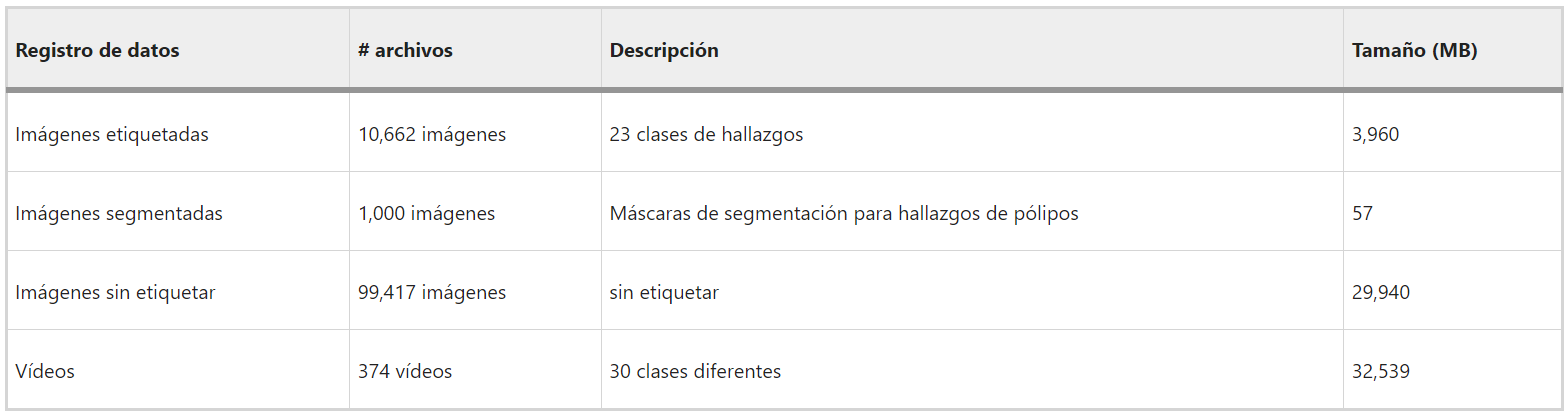 Registro de datos # archivos Descripción Tamaño (MB)
Imágenes etiquetadas 10,662 imágenes 23 clases de hallazgos 3,960
Imágenes segmentadas 1,000 imágenes Máscaras de segmentación para hallazgos de pólipos 57
Imágenes sin etiquetar 99,417 imágenes sin etiquetar 29,940
Vídeos 374 vídeos 30 clases diferentes 32,539